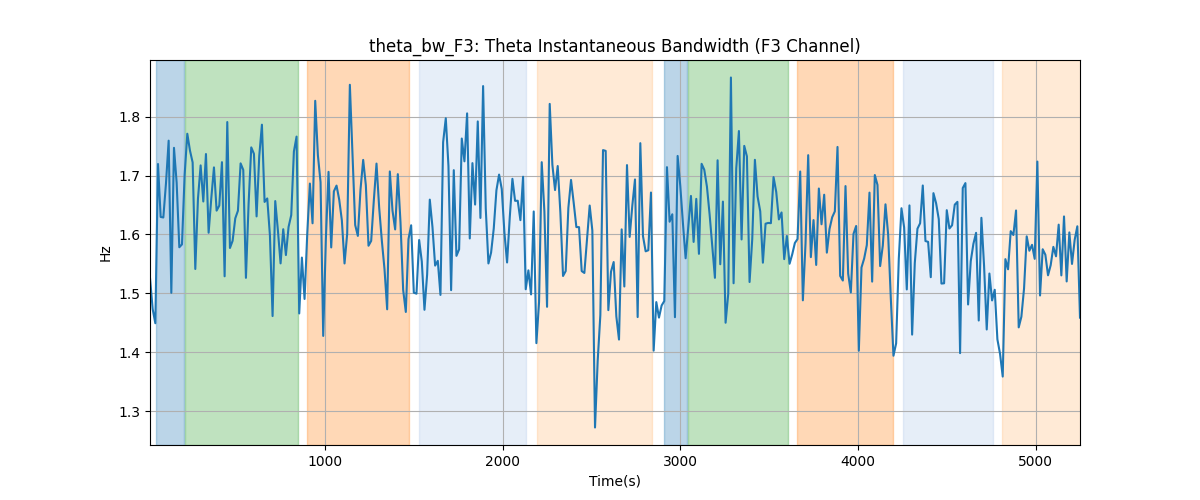 theta_bw_F3: Theta Instantaneous Bandwidth (F3 Channel)
1.8
1.7
1.6
1.5
1.4
1.3
Hz
1000 2000 3000 4000 5000
Time(s)